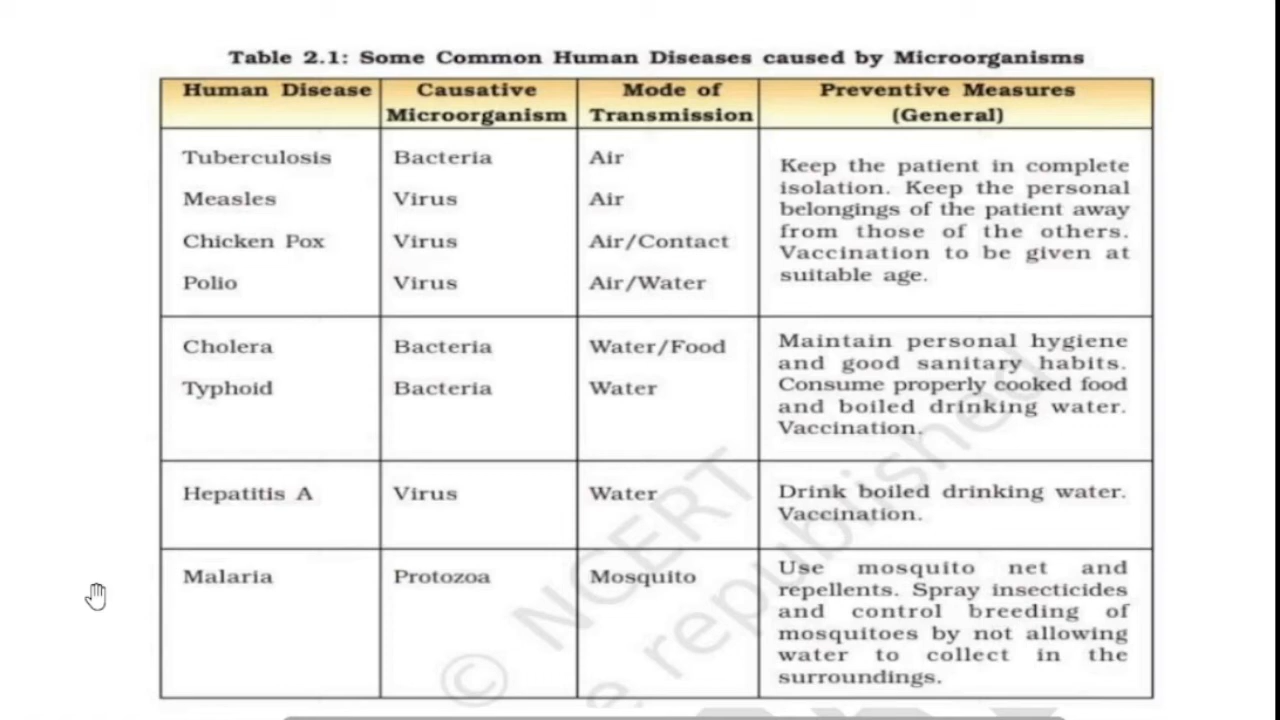 Table 2.1: Some Common Human Diseases caused by Microorganisms
Human Disease
Causative
Microorganism
Mode of
Transmission
Preventive Measures
(General)
Tuberculosis Bacteria Air
Measles Virus Air
Chicken Pox Virus Air/Contact
Polio Virus Air/Water
Keep the patient in complete
isolation. Keep the personal
belongings of the patient away
from those of the others.
Vaccination to be given at
suitable age.
Cholera Bacteria Water/Food
Typhoid Bacteria Water
Maintain personal hygiene
and good sanitary habits.
Consume properly cooked food
and boiled drinking water.
Vaccination.
Hepatitis A Virus Water
Drink boiled drinking water.
Vaccination.
Malaria Protozoa Mosquito
Use mosquito net and
repellents. Spray insecticides
and control breeding of
mosquitoes by not allowing
water to collect in the
surroundings.
© NCERT
republished